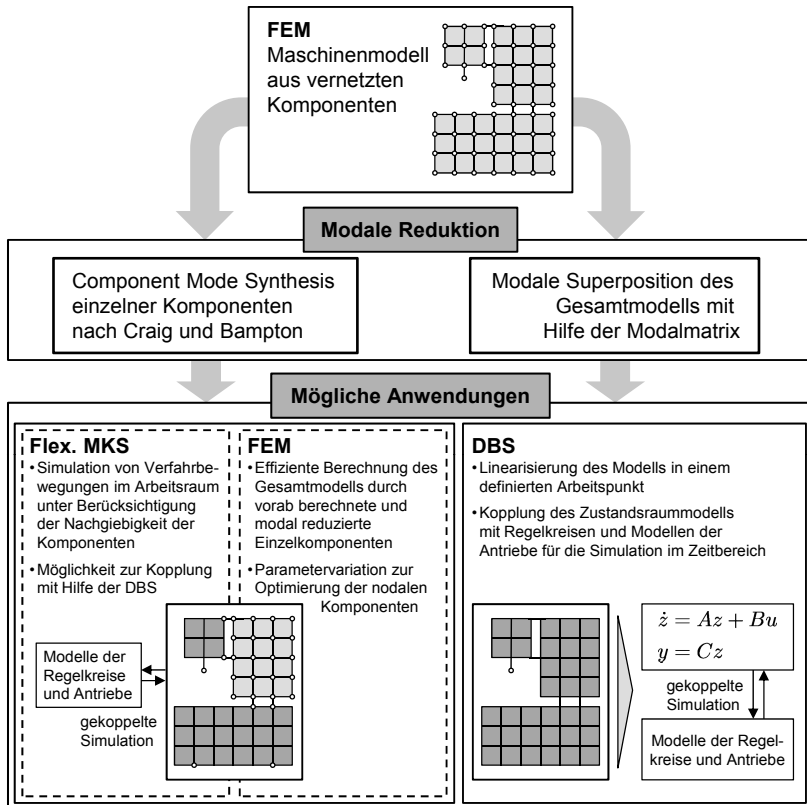 FEM
Maschinenmodell
aus vernetzten
Komponenten
Modale Reduktion
Component Mode Synthesis
einzelner Komponenten
nach Craig und Bampton
Modale Superposition des
Gesamtmodells mit
Hilfe der Modalmatrix
Mögliche Anwendungen
Flex. MKS
•Simulation von Verfahrbe-
wegungen im Arbeitsraum
unter Berücksichtigung
der Nachgiebigkeit der
Komponenten
•Möglichkeit zur Kopplung
mit Hilfe der DBS
Modelle der
Regelkreise
und Antriebe
gekoppelte
Simulation
FEM
•Effiziente Berechnung des
Gesamtmodells durch
vorab berechnete und
modal reduzierte
Einzelkomponenten
•Parametervariation zur
Optimierung der nodalen
Komponenten
DBS
•Linearisierung des Modells in einem
definierten Arbeitspunkt
•Kopplung des Zustandsraummodells
mit Regelkreisen und Modellen der
Antriebe für die Simulation im Zeitbereich
ż = Az + Bu
y = Cz
gekoppelte
Simulation
Modelle der Regel-
kreise und Antriebe